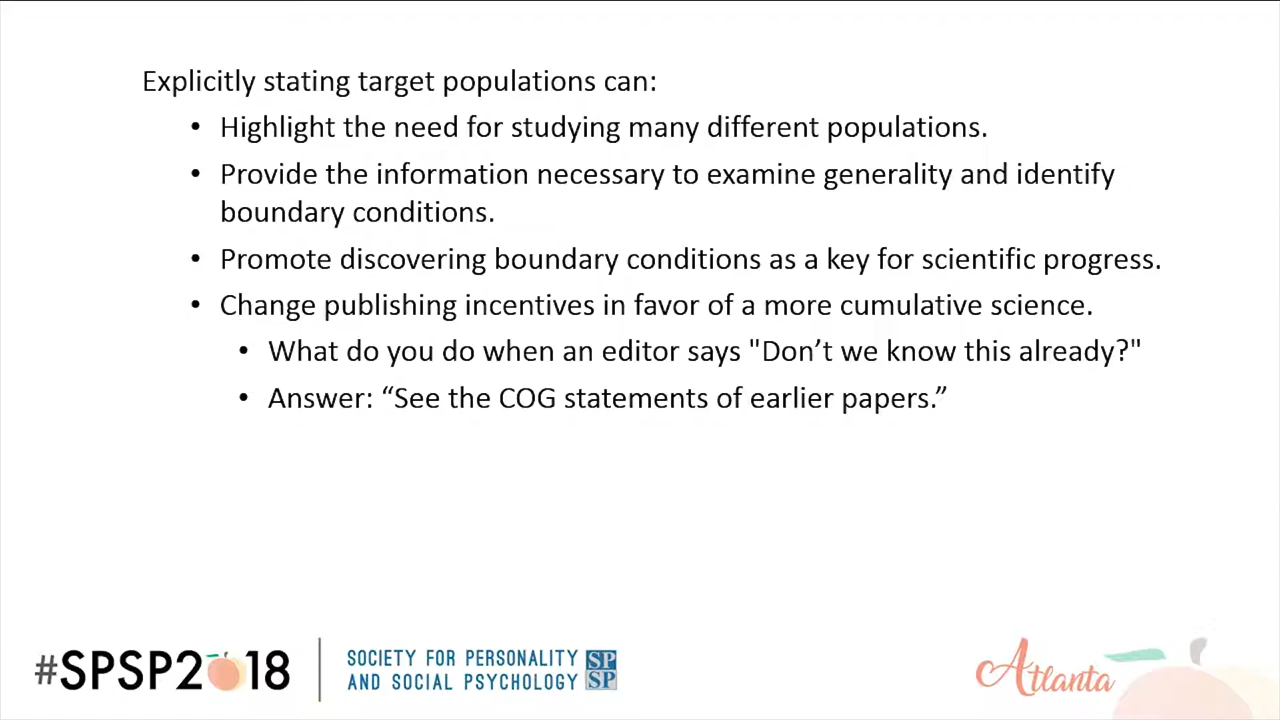 Explicitly stating target populations can:
• Highlight the need for studying many different populations.
• Provide the information necessary to examine generality and identify
boundary conditions.
• Promote discovering boundary conditions as a key for scientific progress.
• Change publishing incentives in favor of a more cumulative science.
• What do you do when an editor says "Don’t we know this already?"
• Answer: “See the COG statements of earlier papers.”
#SPSP2018
SOCIETY FOR PERSONALITY
AND SOCIAL PSYCHOLOGY
SP
SP
Atlanta